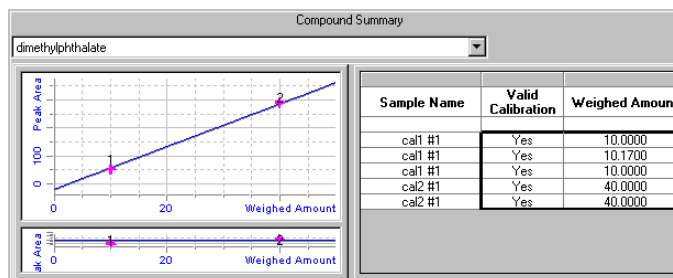 Compound Summary
dimethylphthalate
Peak Area
100
0
1
2
0
20
Weighed Amount
ak Area
1
2
0
20
Weighed Amount
Sample Name Valid Calibration Weighed Amoun
cal1 #1 Yes 10.0000
cal1 #1 Yes 10.1700
cal1 #1 Yes 10.0000
cal2 #1 Yes 40.0000
cal2 #1 Yes 40.0000